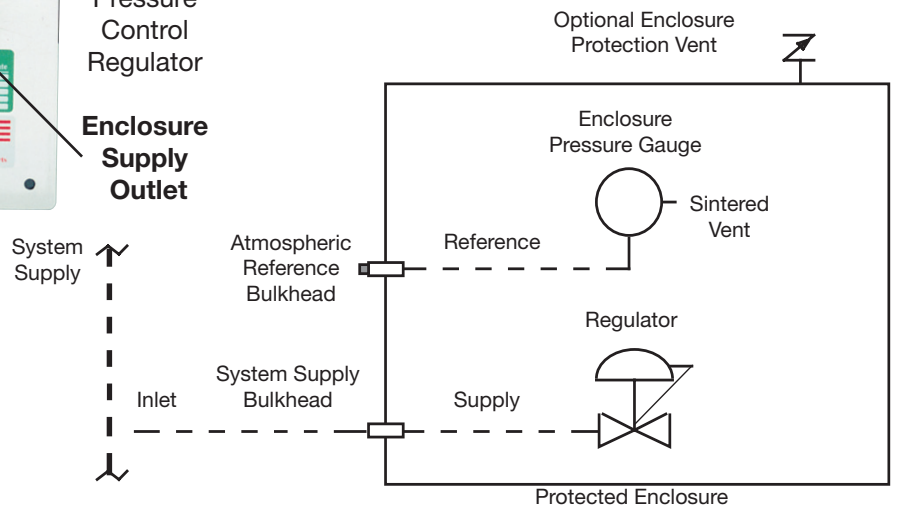 Pressure
Control
Regulator
Enclosure
Supply
Outlet
Optional Enclosure
Protection Vent
Enclosure
Pressure Gauge
Sintered
Vent
System
Supply
Atmospheric
Reference
Bulkhead
Reference
Regulator
Inlet
System Supply
Bulkhead
Supply
Protected Enclosure